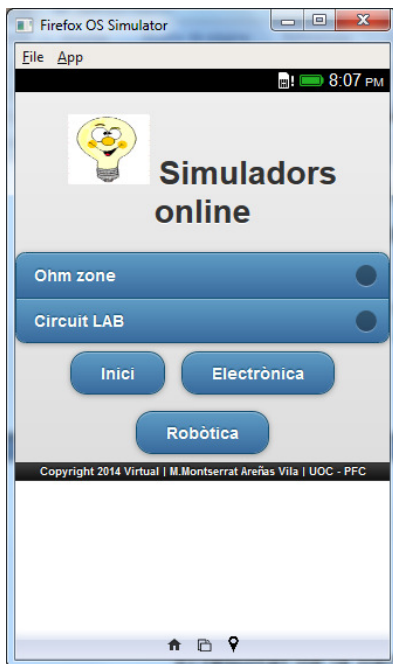 Firefox OS Simulator
File App
8:07 PM
Simuladors
online
Ohm zone
Circuit LAB
Inici Electrònica
Robòtica
Copyright 2014 Virtual | M.Montserrat Areñas Vila | UOC - PFC